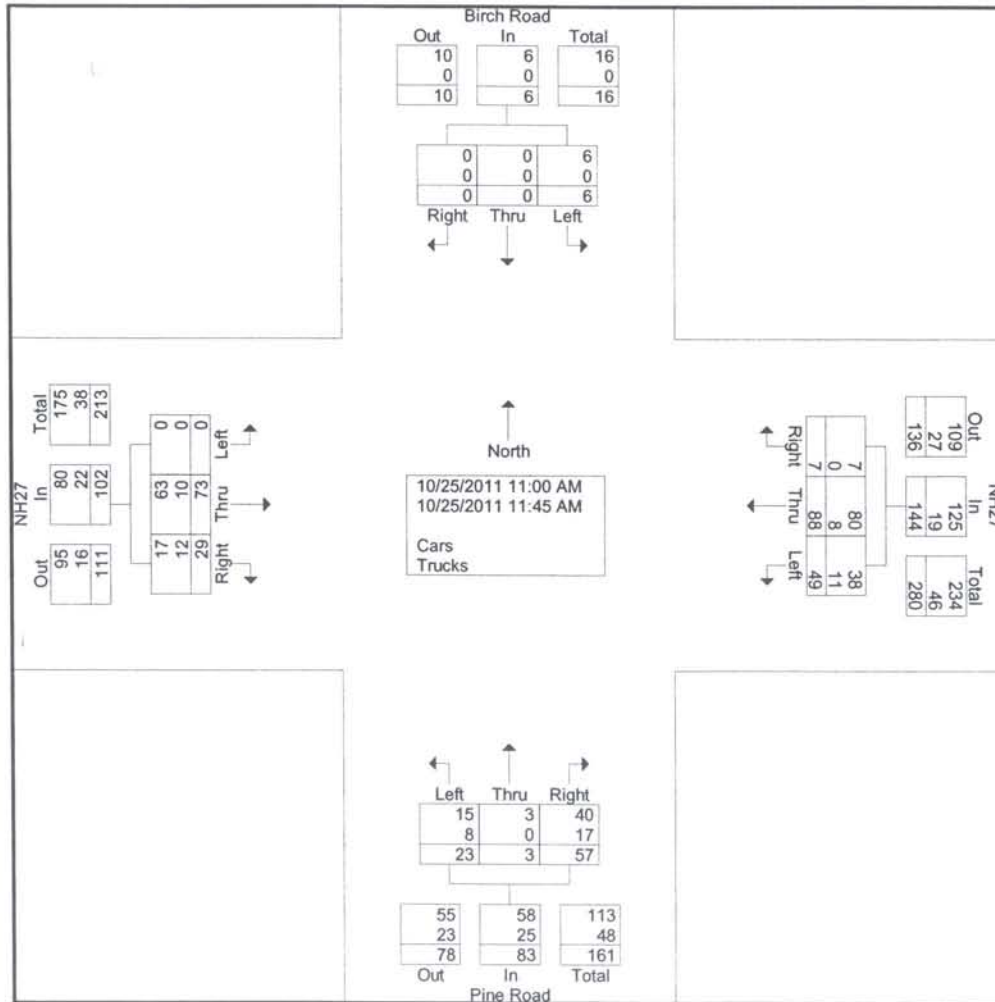 Birch Road
Out In Total
10 6 16
0 0 0
10 6 16
0 0 6
0 0 0
0 0 6
Right Thru Left
NH27
Total
175
38
213
In
80
22
102
Out
95
16
111
Left
0
0
0
Thru
63
10
73
Right
17
12
29
North
10/25/2011 11:00 AM
10/25/2011 11:45 AM
Cars
Trucks
Right
7
0
7
Thru
80
8
88
Left
38
11
49
Out
109
27
136
In
125
19
144
Total
234
46
280
NH27
Left Thru Right
15 3 40
8 0 17
23 3 57
55 58 113
23 25 48
78 83 161
Out In Total
Pine Road